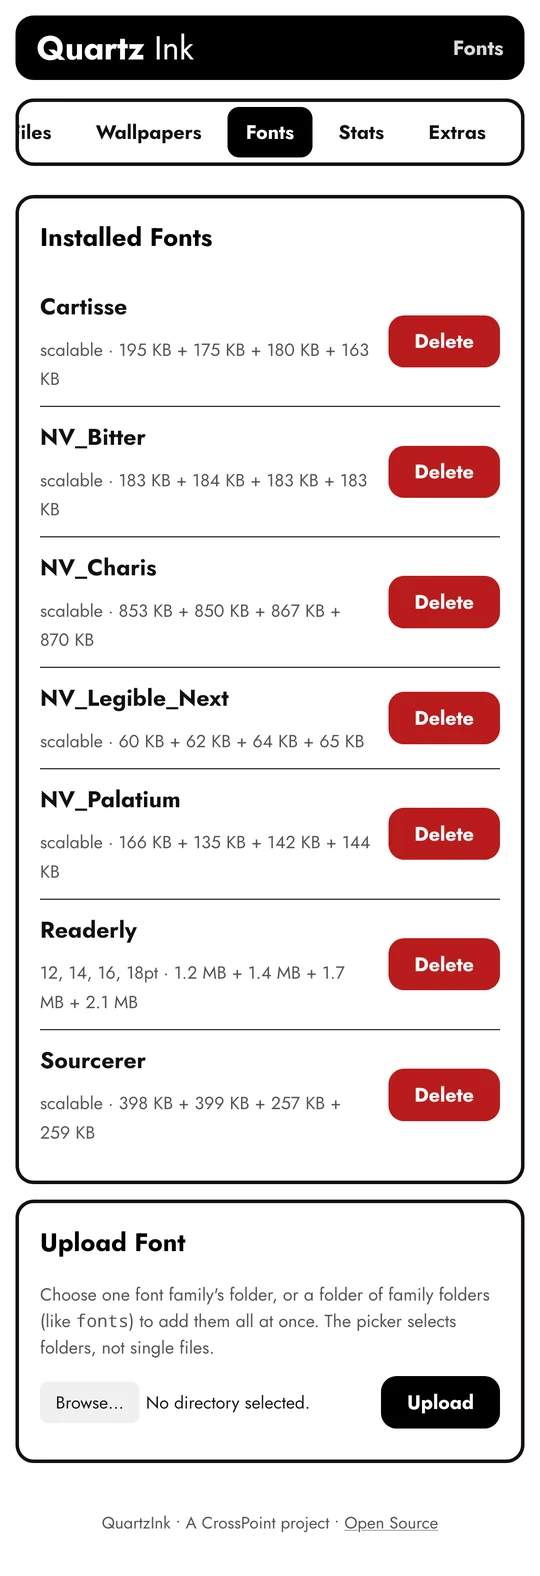 Quartz Ink
Fonts
iles Wallpapers Fonts Stats Extras
Installed Fonts
Cartisse
scalable · 195 KB + 175 KB + 180 KB + 163
KB
Delete
NV_Bitter
scalable · 183 KB + 184 KB + 183 KB + 183
KB
Delete
NV_Charis
scalable · 853 KB + 850 KB + 867 KB +
870 KB
Delete
NV_Legible_Next
scalable · 60 KB + 62 KB + 64 KB + 65 KB
Delete
NV_Palatium
scalable · 166 KB + 135 KB + 142 KB + 144
KB
Delete
Readerly
12, 14, 16, 18pt · 1.2 MB + 1.4 MB + 1.7
MB + 2.1 MB
Delete
Sourcerer
scalable · 398 KB + 399 KB + 257 KB +
259 KB
Delete
Upload Font
Choose one font family's folder, or a folder of family folders
(like fonts) to add them all at once. The picker selects
folders, not single files.
Browse... No directory selected.
Upload
QuartzInk · A CrossPoint project · Open Source